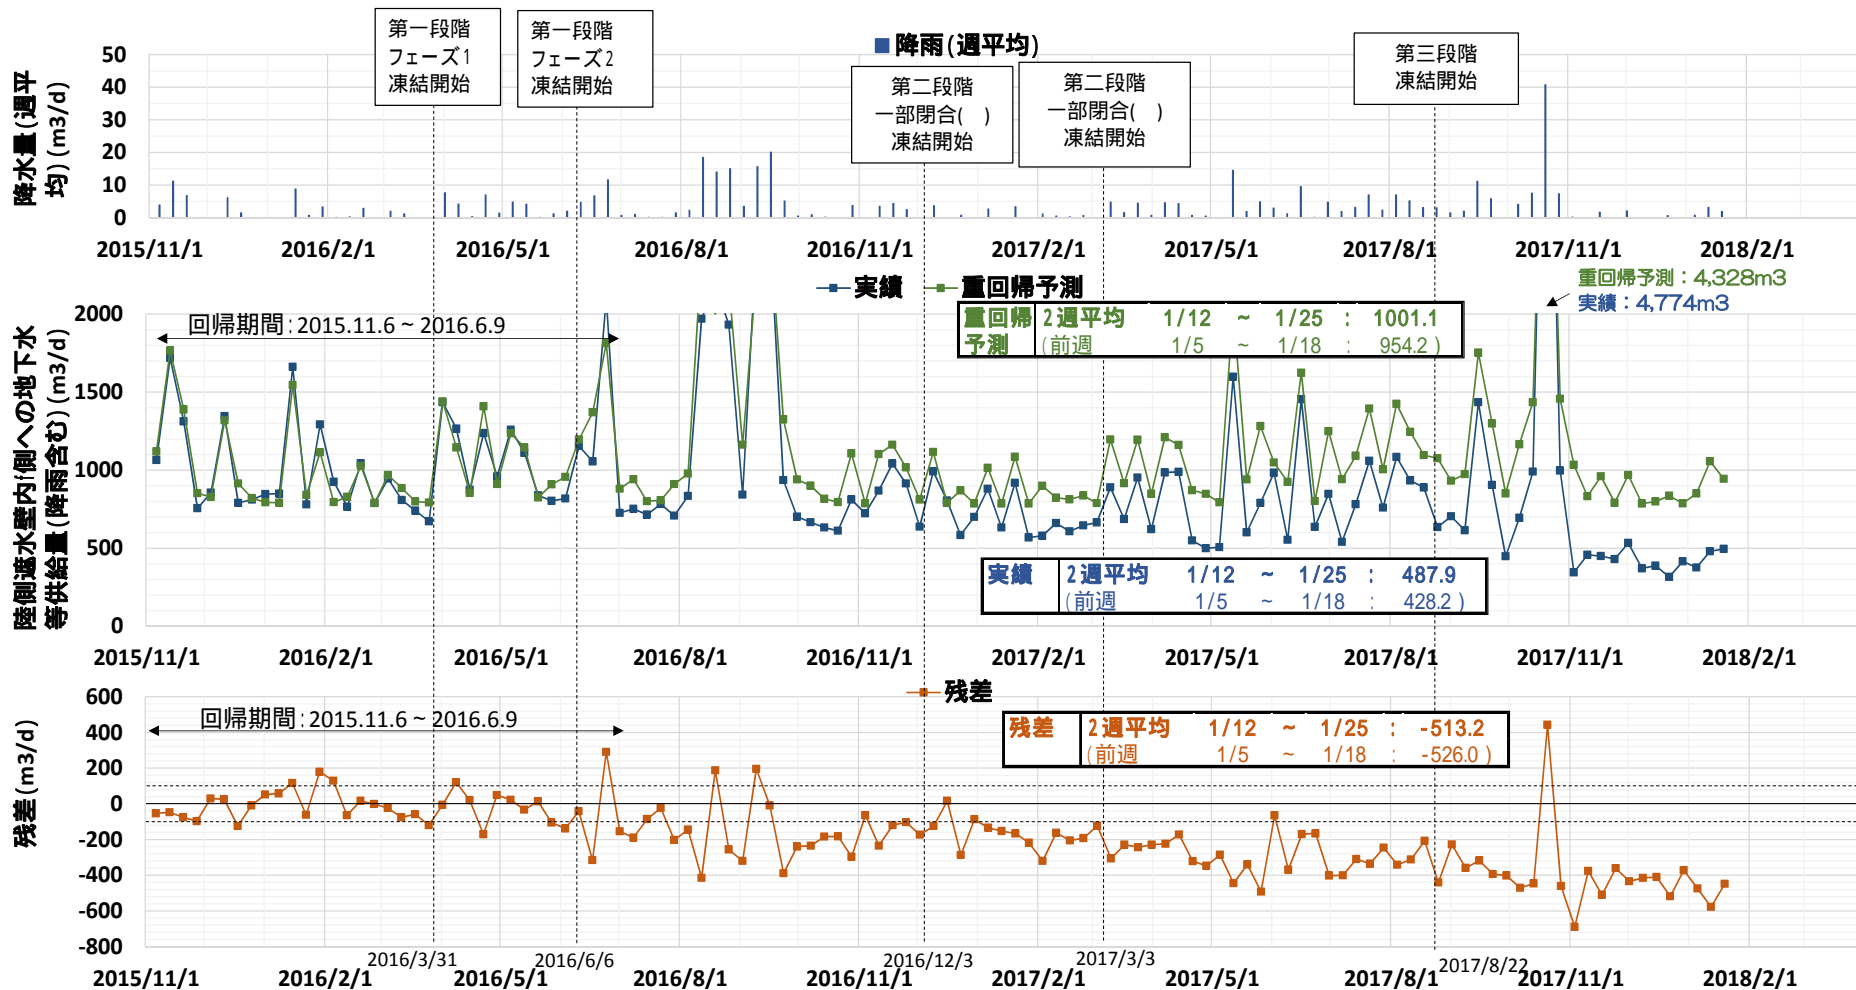 第一段階
フェーズ1
凍結開始
第一段階
フェーズ2
凍結開始
第二段階
一部閉合( )
凍結開始
第二段階
一部閉合( )
凍結開始
第三段階
凍結開始
降雨(週平均)
降水量(週平均)(m3/d)
50
40
30
20
10
0
2015/11/1 2016/2/1 2016/5/1 2016/8/1 2016/11/1 2017/2/1 2017/5/1 2017/8/1 2017/11/1 2018/2/1
実績 重回帰予測
重回帰予測：4,328m3
実績：4,774m3
陸側遮水壁内側への地下水
等供給量(降雨含む)(m3/d)
2000
1500
1000
500
0
回帰期間:2015.11.6~2016.6.9
重回帰 2週平均 1/12 ~ 1/25 : 1001.1
予測 (前週 1/5 ~ 1/18 : 954.2 )
実績 2週平均 1/12 ~ 1/25 : 487.9
(前週 1/5 ~ 1/18 : 428.2 )
2015/11/1 2016/2/1 2016/5/1 2016/8/1 2016/11/1 2017/2/1 2017/5/1 2017/8/1 2017/11/1 2018/2/1
残差
残差(m3/d)
600
400
200
0
-200
-400
-600
-800
回帰期間:2015.11.6~2016.6.9
残差 2週平均 1/12 ~ 1/25 : -513.2
(前週 1/5 ~ 1/18 : -526.0 )
2016/3/31 2016/6/6 2016/12/3 2017/3/3 2017/8/22
2015/11/1 2016/2/1 2016/5/1 2016/8/1 2016/11/1 2017/2/1 2017/5/1 2017/8/1 2017/11/1 2018/2/1